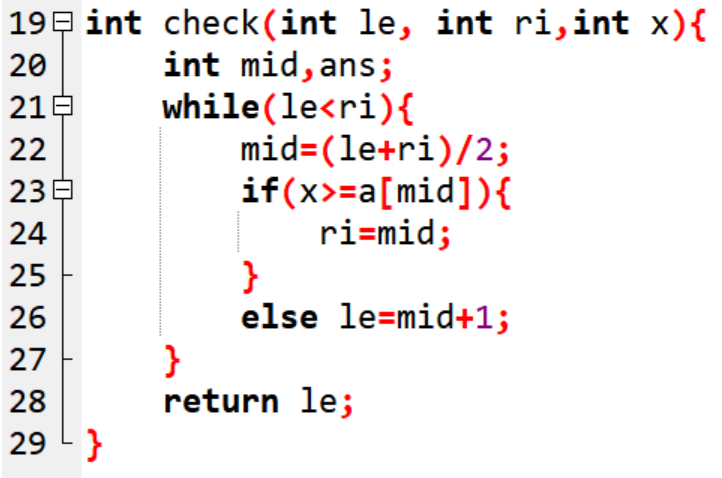 19 int check(int le, int ri,int x){
20     int mid,ans;
21     while(le<ri){
22         mid=(le+ri)/2;
23         if(x>=a[mid]){
24             ri=mid;
25         }
26         else le=mid+1;
27     }
28     return le;
29 }